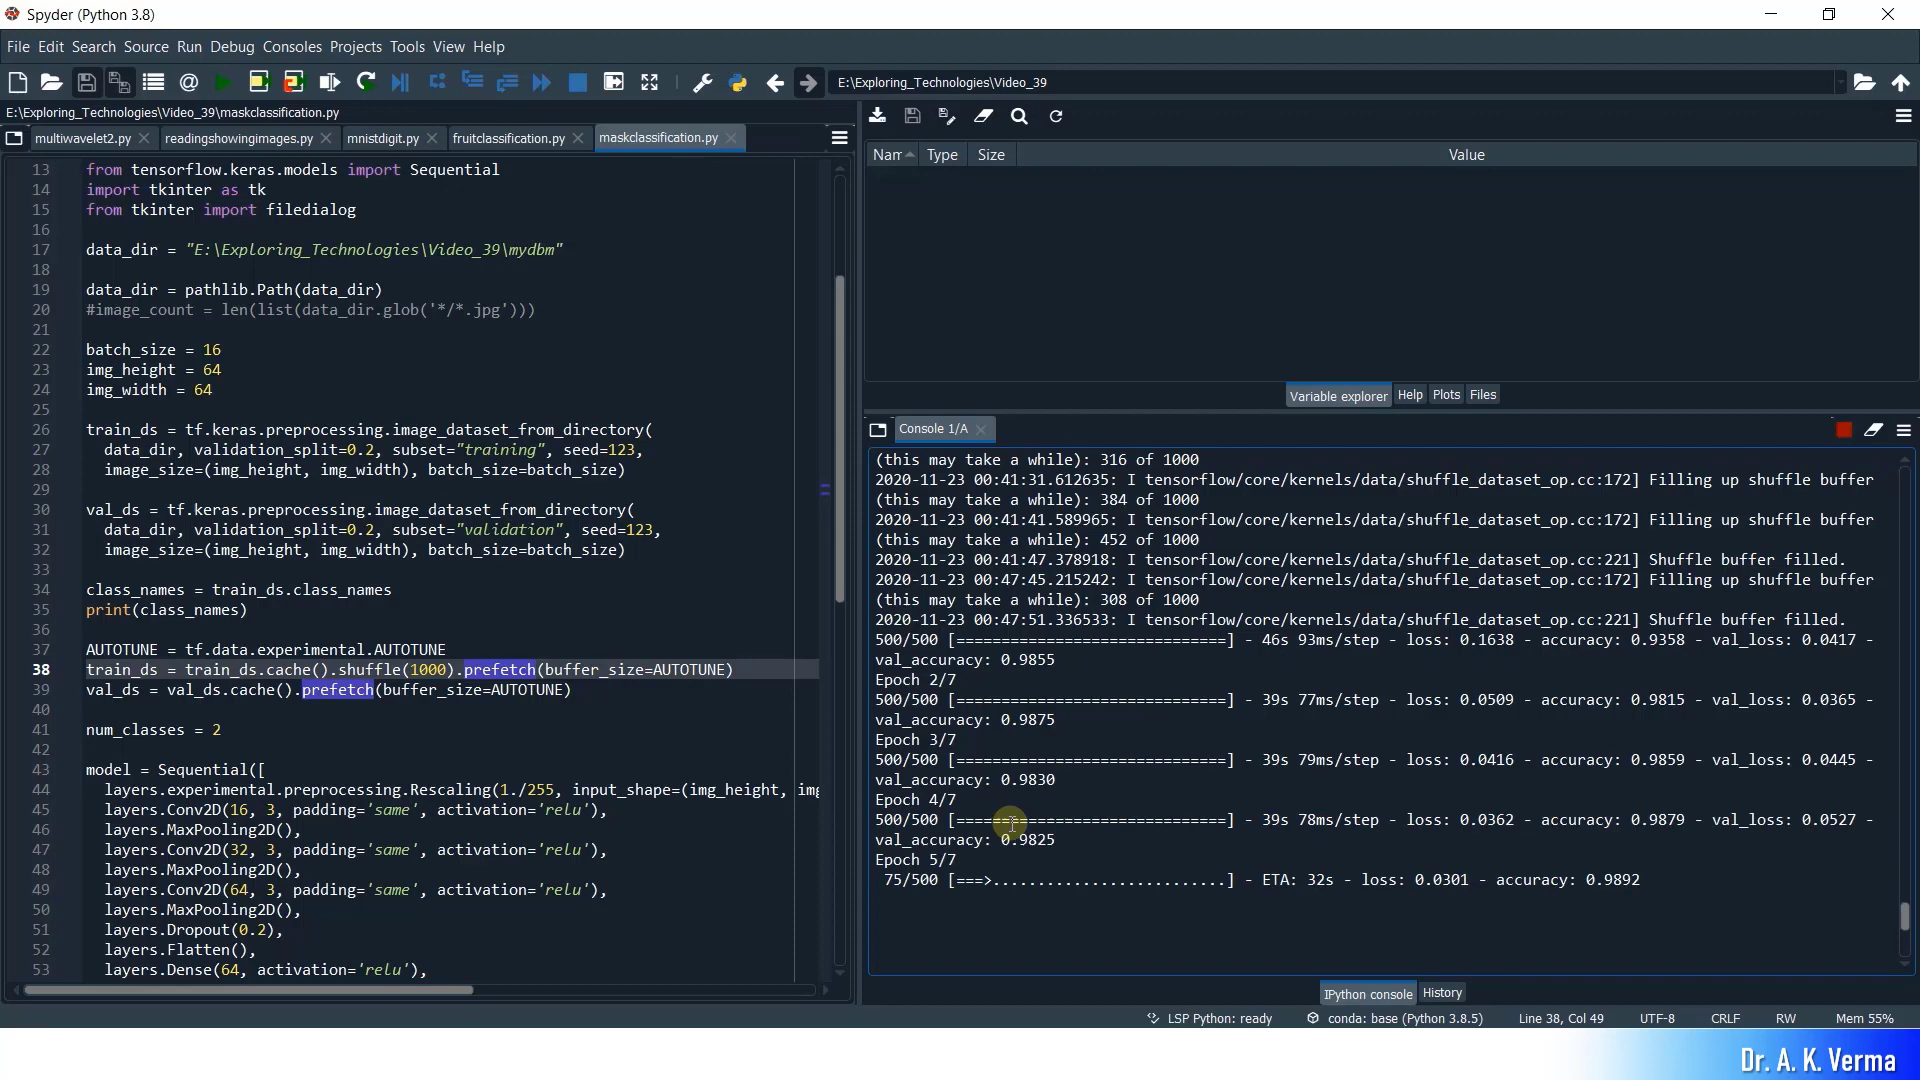 Spyder (Python 3.8)
File Edit Search Source Run Debug Consoles Projects Tools View Help
E:\Exploring_Technologies\Video_39
E:\Exploring_Technologies\Video_39\maskclassification.py
multiwavelet2.py readingshowingimages.py mnistdigit.py fruitclassification.py maskclassification.py
13 from tensorflow.keras.models import Sequential
14 import tkinter as tk
15 from tkinter import filedialog
16
17 data_dir = "E:\Exploring_Technologies\Video_39\mydbm"
18
19 data_dir = pathlib.Path(data_dir)
20 #image_count = len(list(data_dir.glob('*/*.jpg')))
21
22 batch_size = 16
23 img_height = 64
24 img_width = 64
25
26 train_ds = tf.keras.preprocessing.image_dataset_from_directory(
27 data_dir, validation_split=0.2, subset="training", seed=123,
28 image_size=(img_height, img_width), batch_size=batch_size)
29
30 val_ds = tf.keras.preprocessing.image_dataset_from_directory(
31 data_dir, validation_split=0.2, subset="validation", seed=123,
32 image_size=(img_height, img_width), batch_size=batch_size)
33
34 class_names = train_ds.class_names
35 print(class_names)
36
37 AUTOTUNE = tf.data.experimental.AUTOTUNE
38 train_ds = train_ds.cache().shuffle(1000).prefetch(buffer_size=AUTOTUNE)
39 val_ds = val_ds.cache().prefetch(buffer_size=AUTOTUNE)
40
41 num_classes = 2
42
43 model = Sequential([
44 layers.experimental.preprocessing.Rescaling(1./255, input_shape=(img_height, img
45 layers.Conv2D(16, 3, padding='same', activation='relu'),
46 layers.MaxPooling2D(),
47 layers.Conv2D(32, 3, padding='same', activation='relu'),
48 layers.MaxPooling2D(),
49 layers.Conv2D(64, 3, padding='same', activation='relu'),
50 layers.MaxPooling2D(),
51 layers.Dropout(0.2),
52 layers.Flatten(),
53 layers.Dense(64, activation='relu'),
Nam Type Size Value
Variable explorer Help Plots Files
Console 1/A
(this may take a while): 316 of 1000
2020-11-23 00:41:31.612635: I tensorflow/core/kernels/data/shuffle_dataset_op.cc:172] Filling up shuffle buffer
(this may take a while): 384 of 1000
2020-11-23 00:41:41.589965: I tensorflow/core/kernels/data/shuffle_dataset_op.cc:172] Filling up shuffle buffer
(this may take a while): 452 of 1000
2020-11-23 00:41:47.378918: I tensorflow/core/kernels/data/shuffle_dataset_op.cc:221] Shuffle buffer filled.
2020-11-23 00:47:45.215242: I tensorflow/core/kernels/data/shuffle_dataset_op.cc:172] Filling up shuffle buffer
(this may take a while): 308 of 1000
2020-11-23 00:47:51.336533: I tensorflow/core/kernels/data/shuffle_dataset_op.cc:221] Shuffle buffer filled.
500/500 [==============================] - 46s 93ms/step - loss: 0.1638 - accuracy: 0.9358 - val_loss: 0.0417 -
val_accuracy: 0.9855
Epoch 2/7
500/500 [==============================] - 39s 77ms/step - loss: 0.0509 - accuracy: 0.9815 - val_loss: 0.0365 -
val_accuracy: 0.9875
Epoch 3/7
500/500 [==============================] - 39s 79ms/step - loss: 0.0416 - accuracy: 0.9859 - val_loss: 0.0445 -
val_accuracy: 0.9830
Epoch 4/7
500/500 [==============================] - 39s 78ms/step - loss: 0.0362 - accuracy: 0.9879 - val_loss: 0.0527 -
val_accuracy: 0.9825
Epoch 5/7
75/500 [===>..........................] - ETA: 32s - loss: 0.0301 - accuracy: 0.9892
IPython console History
LSP Python: ready conda: base (Python 3.8.5) Line 38, Col 49 UTF-8 CRLF RW Mem 55%
Dr. A. K. Verma